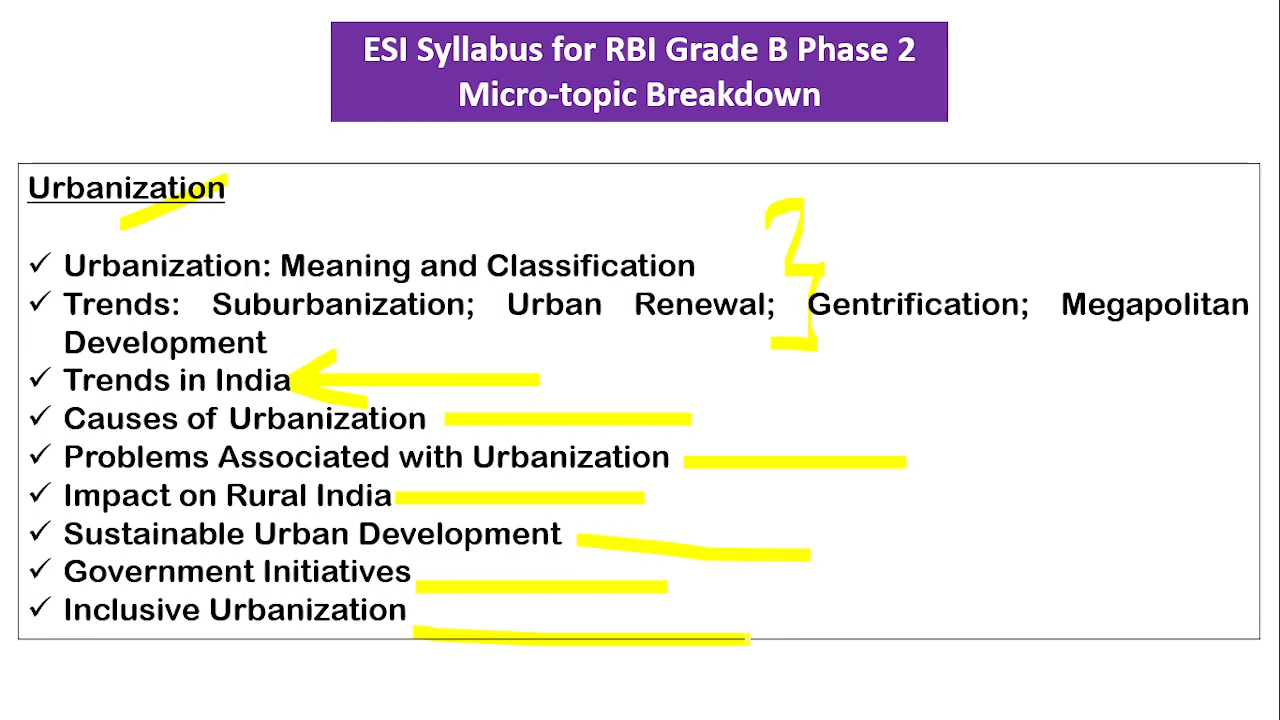 ESI Syllabus for RBI Grade B Phase 2
Micro-topic Breakdown
Urbanization
✓ Urbanization: Meaning and Classification
✓ Trends: Suburbanization; Urban Renewal; Gentrification; Megapolitan
Development
✓ Trends in India
✓ Causes of Urbanization
✓ Problems Associated with Urbanization
✓ Impact on Rural India
✓ Sustainable Urban Development
✓ Government Initiatives
✓ Inclusive Urbanization